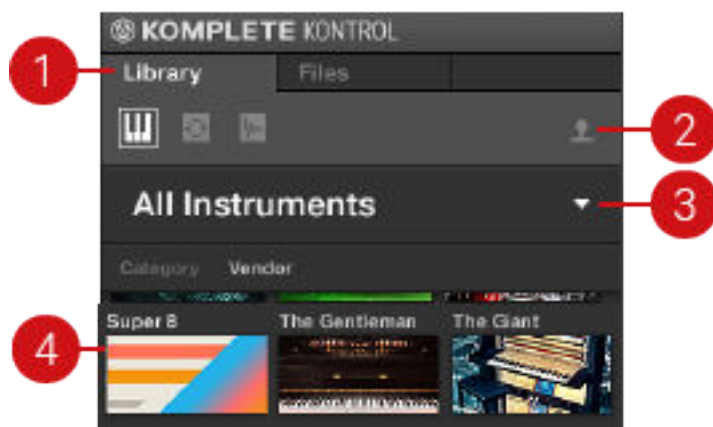 KOMPLETE KONTROL
1
Library Files
2
All Instruments
3
Category Vendor
Super 8 The Gentleman The Giant
4